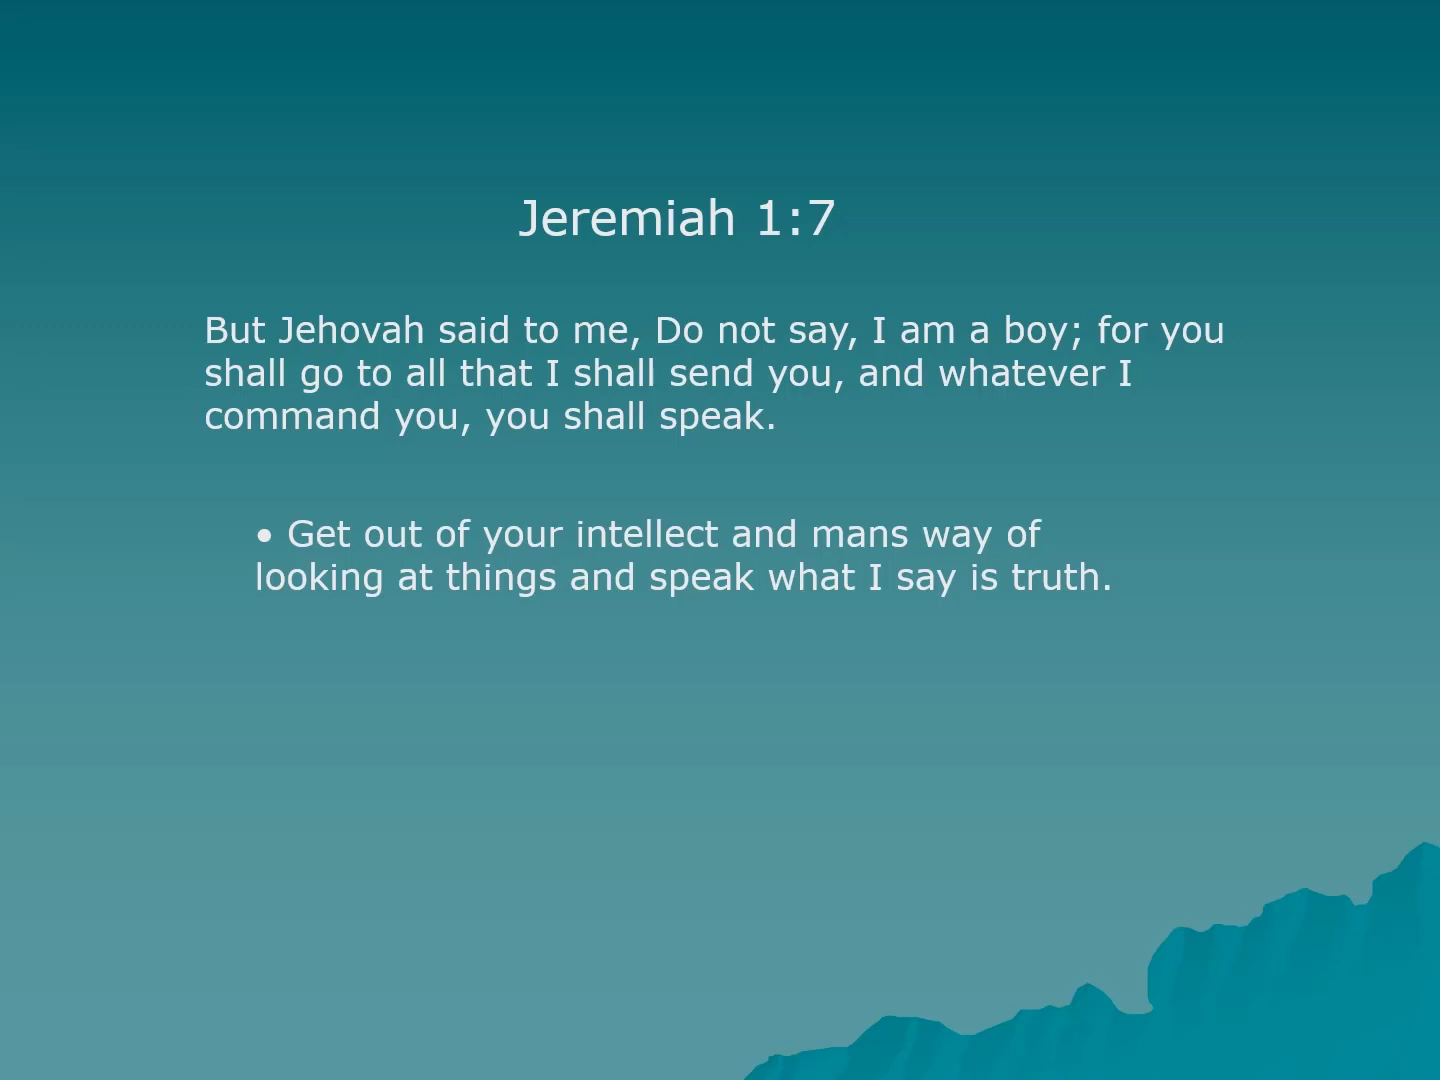 Jeremiah 1:7
But Jehovah said to me, Do not say, I am a boy; for you
shall go to all that I shall send you, and whatever I
command you, you shall speak.
• Get out of your intellect and mans way of
looking at things and speak what I say is truth.